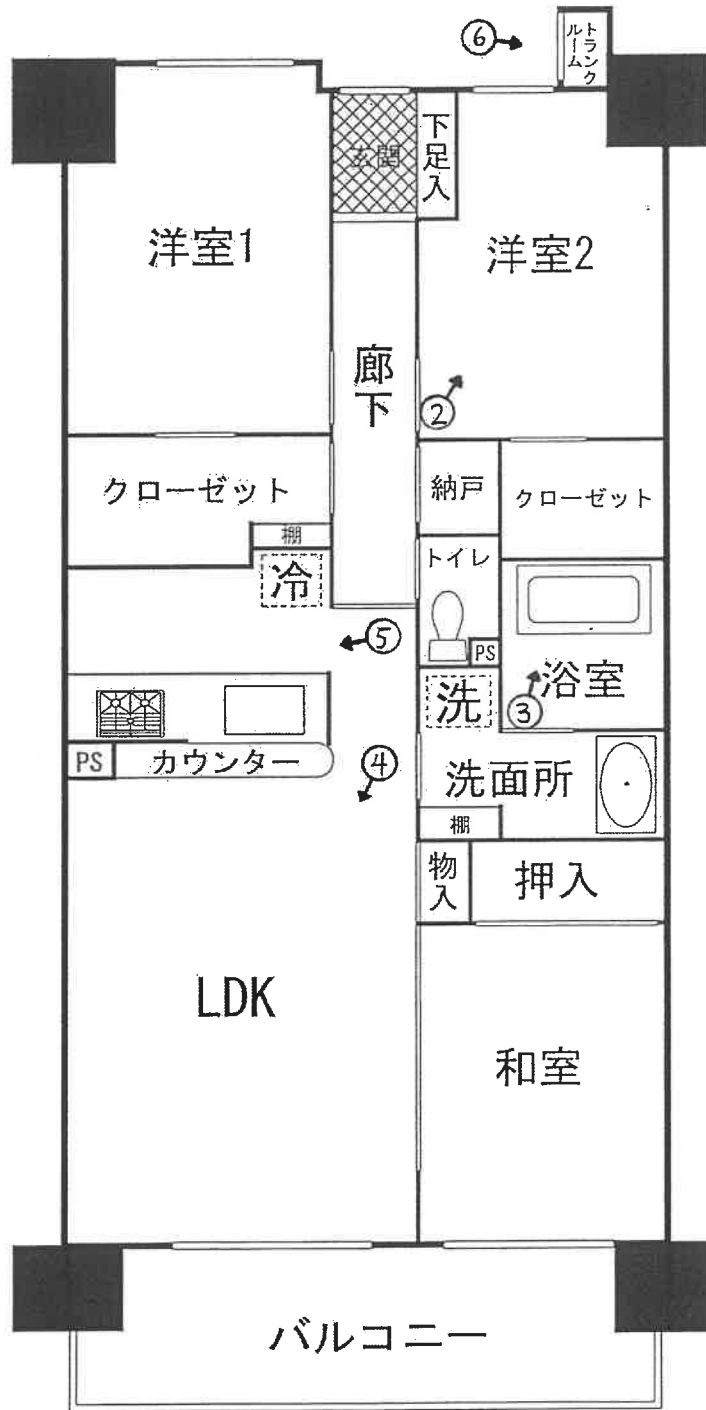 ⑥
トランク
ルーム
玄関
下足入
洋室1
洋室2
廊下
②
クローゼット
納戸
クローゼット
棚
冷
トイレ
⑤
PS
浴室
洗
③
PS
カウンター
④
洗面所
棚
物入
押入
LDK
和室
バルコニー